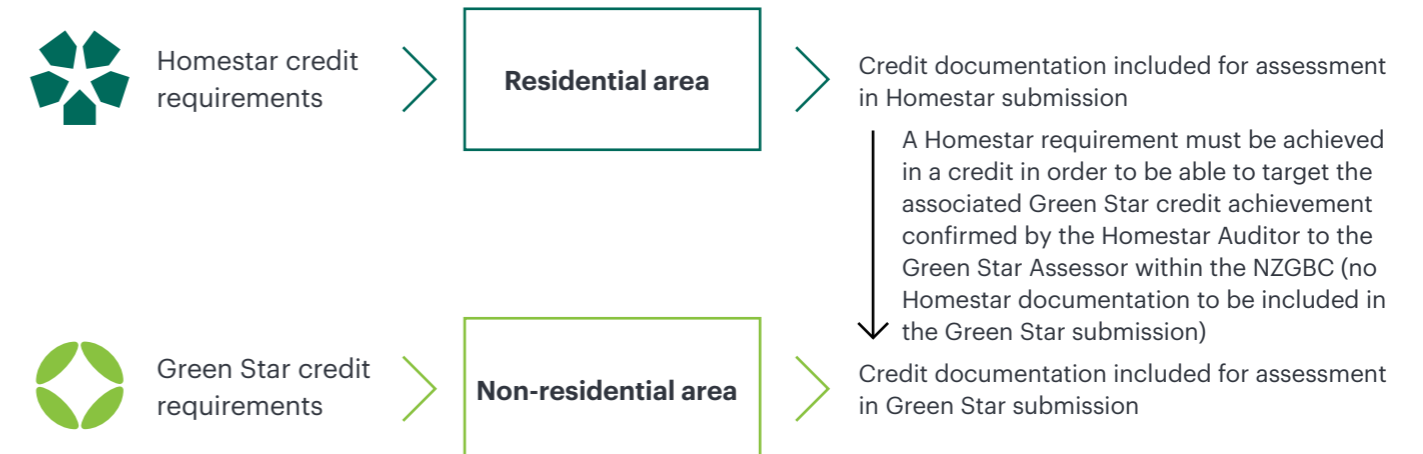 Homestar credit
requirements
Residential area
Credit documentation included for assessment
in Homestar submission
A Homestar requirement must be achieved
in a credit in order to be able to target the
associated Green Star credit achievement
confirmed by the Homestar Auditor to the
Green Star Assessor within the NZGBC (no
Homestar documentation to be included in
the Green Star submission)
Green Star credit
requirements
Non-residential area
Credit documentation included for assessment
in Green Star submission